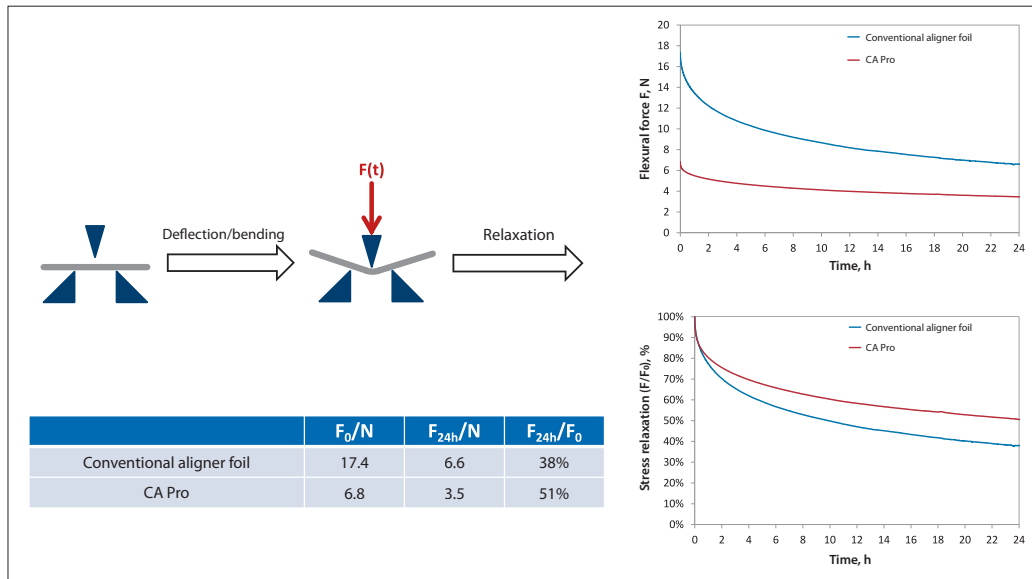 F(t)
Deflection/bending
Relaxation
F₀/N F₂₄ₕ/N F₂₄ₕ/F₀
Conventional aligner foil 17.4 6.6 38%
CA Pro 6.8 3.5 51%
Flexural force F, N
20
18
16
14
12
10
8
6
4
2
0
Conventional aligner foil
CA Pro
0 2 4 6 8 10 12 14 16 18 20 22 24
Time, h
Stress relaxation (F/F₀), %
100%
90%
80%
70%
60%
50%
40%
30%
20%
10%
0%
Conventional aligner foil
CA Pro
0 2 4 6 8 10 12 14 16 18 20 22 24
Time, h